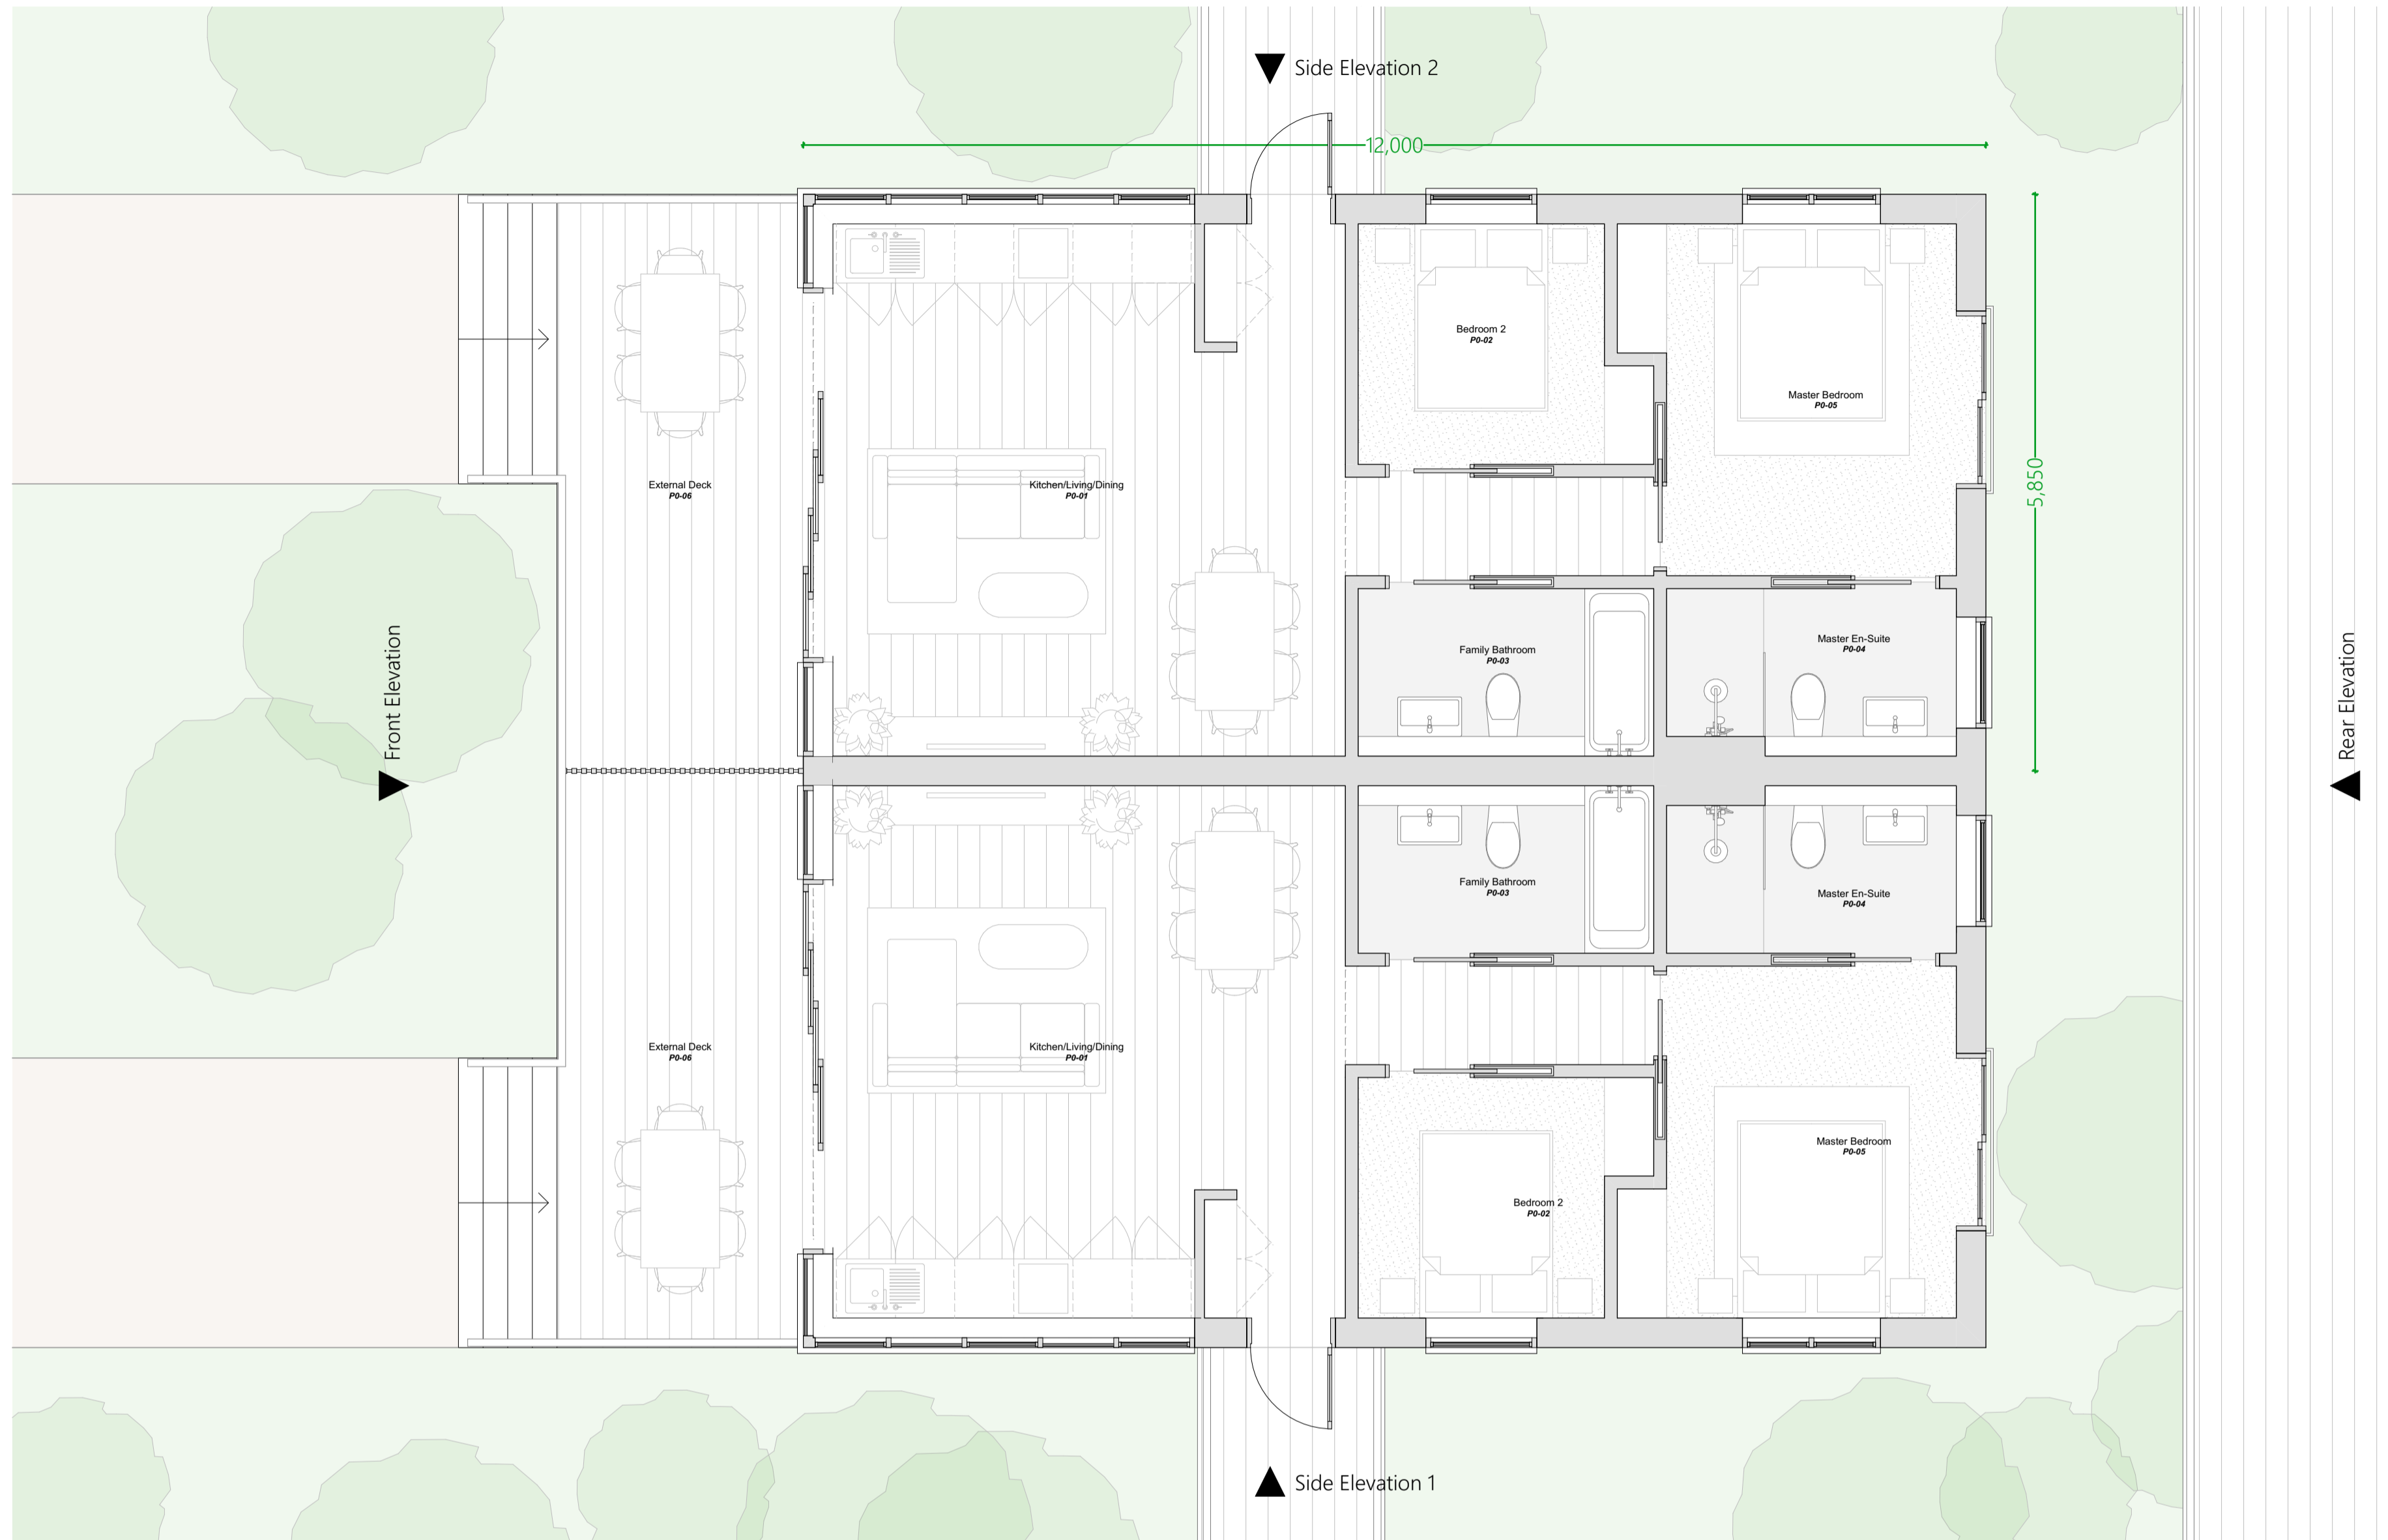 Side Elevation 2
12,000
Bedroom 2
P0-02
Master Bedroom
P0-05
5,850
External Deck
P0-06
Kitchen/Living/Dining
P0-01
Front Elevation
Family Bathroom
P0-03
Master En-Suite
P0-04
Rear Elevation
Family Bathroom
P0-03
Master En-Suite
P0-04
External Deck
P0-06
Kitchen/Living/Dining
P0-01
Master Bedroom
P0-05
Bedroom 2
P0-02
Side Elevation 1